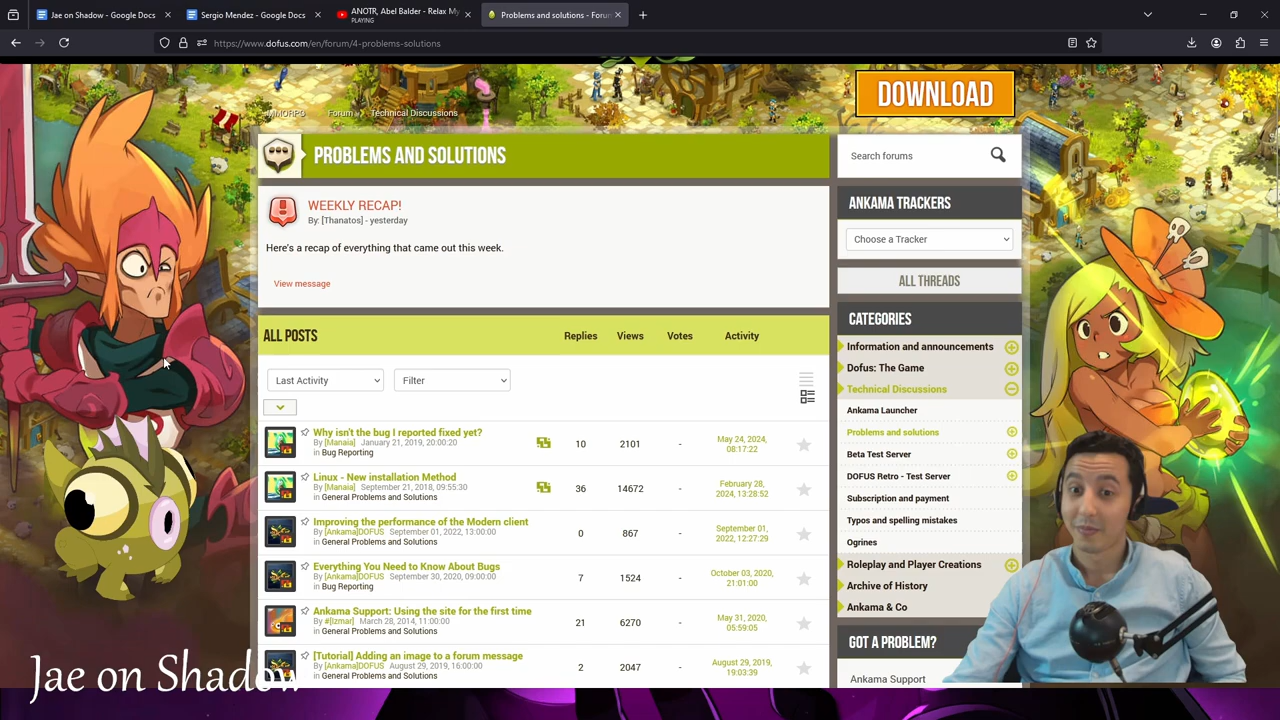 Jae on Shadow - Google Docs
Sergio Mendez - Google Docs
ANOTR, Abel Balder - Relax My
PLAYING
Problems and solutions - Forum
https://www.dofus.com/en/forum/4-problems-solutions
DOWNLOAD
MMORPG Forum Technical Discussions
PROBLEMS AND SOLUTIONS
WEEKLY RECAP!
By: [Thanatos] - yesterday
Here's a recap of everything that came out this week.
View message
ALL POSTS Replies Views Votes Activity
Last Activity Filter
Why isn't the bug I reported fixed yet?
By [Manaia] January 21, 2019, 20:00:20
in Bug Reporting
10 2101 - May 24, 2024,
08:17:22
Linux - New installation Method
By [Manaia] September 21, 2018, 09:55:30
in General Problems and Solutions
36 14672 - February 28,
2024, 13:28:52
Improving the performance of the Modern client
By [Ankama]DOFUS September 01, 2022, 13:00:00
in General Problems and Solutions
0 867 - September 01,
2022, 12:27:29
Everything You Need to Know About Bugs
By [Ankama]DOFUS September 30, 2020, 09:00:00
in Bug Reporting
7 1524 - October 03, 2020,
21:01:00
Ankama Support: Using the site for the first time
By #[Izmar] March 28, 2014, 11:00:00
in General Problems and Solutions
21 6270 - May 31, 2020,
05:59:05
[Tutorial] Adding an image to a forum message
By [Ankama]DOFUS August 29, 2019, 16:00:00
in General Problems and Solutions
2 2047 - August 29, 2019,
19:03:39
Search forums
ANKAMA TRACKERS
Choose a Tracker
ALL THREADS
CATEGORIES
Information and announcements
Dofus: The Game
Technical Discussions
Ankama Launcher
Problems and solutions
Beta Test Server
DOFUS Retro - Test Server
Subscription and payment
Typos and spelling mistakes
Ogrines
Roleplay and Player Creations
Archive of History
Ankama & Co
GOT A PROBLEM?
Ankama Support
Jae on Shadow